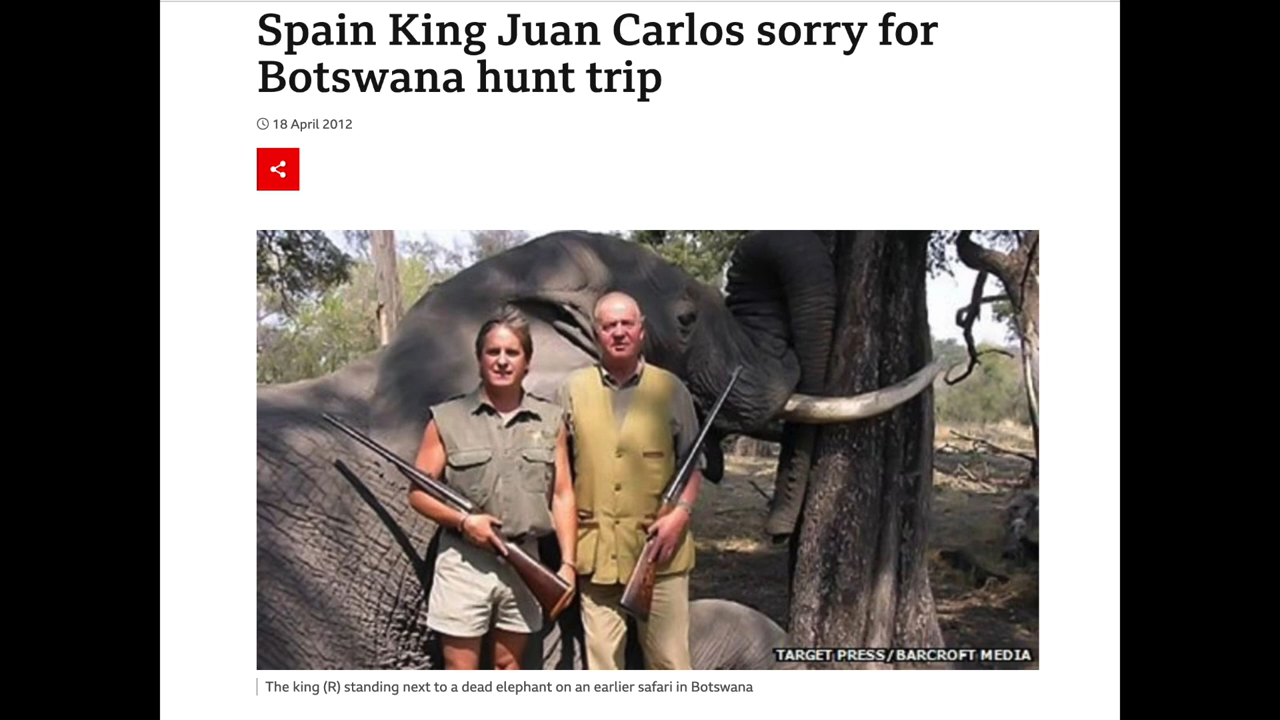 Spain King Juan Carlos sorry for
Botswana hunt trip
18 April 2012
TARGET PRESS/BARCROFT MEDIA
The king (R) standing next to a dead elephant on an earlier safari in Botswana